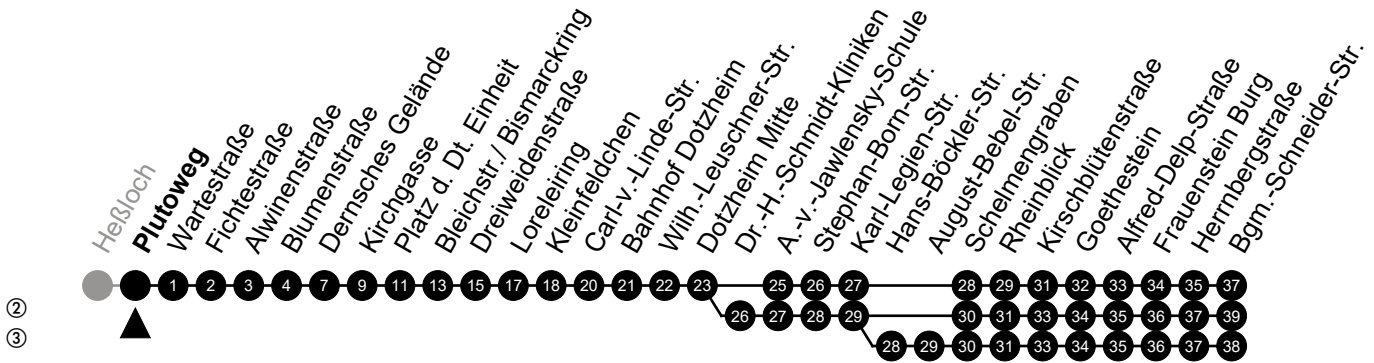 Heßloch
Plutoweg
Wartestraße
Fichtestraße
Alwinenstraße
Blumenstraße
Dernsches Gelände
Kirchgasse
Platz d. Dt. Einheit
Bleichstr./ Bismarckring
Dreiweidenstraße
Loreleiring
Kleinfeldchen
Carl-v.-Linde-Str.
Bahnhof Dotzheim
Wilh.-Leuschner-Str.
Dotzheim Mitte
Dr.-H.-Schmidt-Kliniken
A.-v.-Jawlensky-Schule
Stephan-Born-Str.
Karl-Legien-Str.
Hans-Böckler-Str.
August-Bebel-Str.
Schelmengraben
Rheinblick
Kirschblütenstraße
Goethestein
Alfred-Delp-Straße
Frauenstein Burg
Herrnbergstraße
Bgm.-Schneider-Str.
1 2 3 4 7 9 11 13 15 17 18 20 21 22 23 25 26 27 28 29 31 32 33 34 35 37
② 26 27 28 29 30 31 33 34 35 36 37 39
③ 28 29 30 31 33 34 35 36 37 38